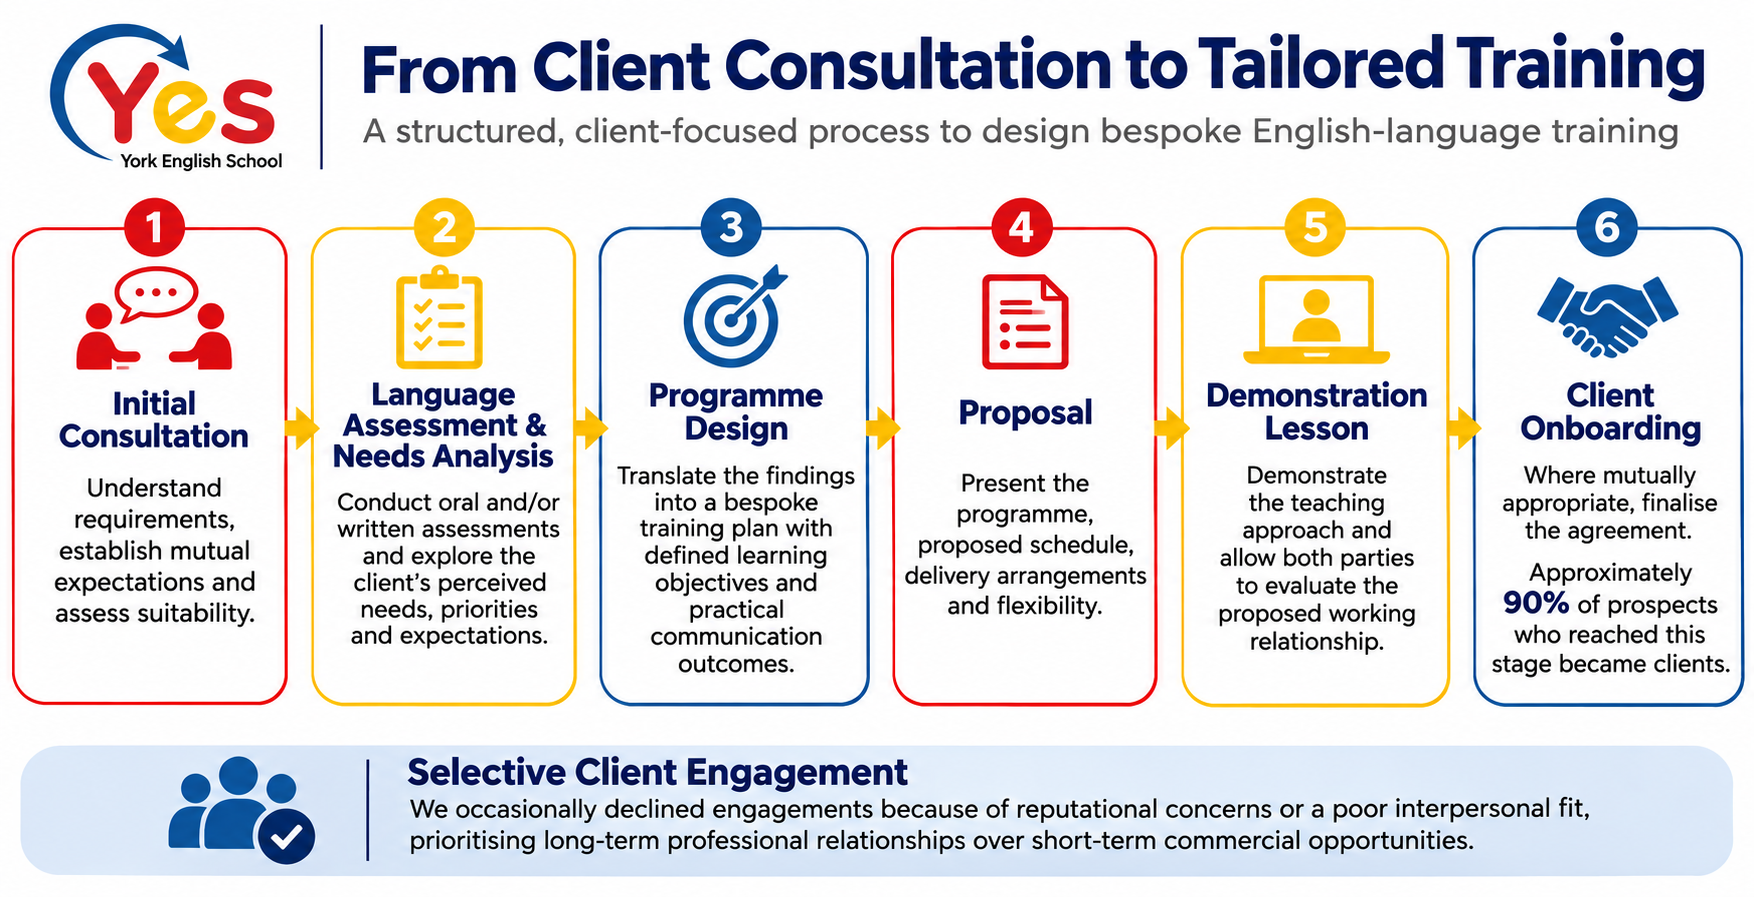 Yes
York English School
From Client Consultation to Tailored Training
A structured, client-focused process to design bespoke English-language training
1
Initial
Consultation
Understand
requirements,
establish mutual
expectations and
assess suitability.
2
Language
Assessment &
Needs Analysis
Conduct oral and/or
written assessments
and explore the
client's perceived
needs, priorities
and expectations.
3
Programme
Design
Translate the findings
into a bespoke
training plan with
defined learning
objectives and
practical
communication
outcomes.
4
Proposal
Present the
programme,
proposed schedule,
delivery arrangements
and flexibility.
5
Demonstration
Lesson
Demonstrate
the teaching
approach and
allow both parties
to evaluate the
proposed working
relationship.
6
Client
Onboarding
Where mutually
appropriate, finalise
the agreement.
Approximately
90% of prospects
who reached this
stage became clients.
Selective Client Engagement
We occasionally declined engagements because of reputational concerns or a poor interpersonal fit,
prioritising long-term professional relationships over short-term commercial opportunities.